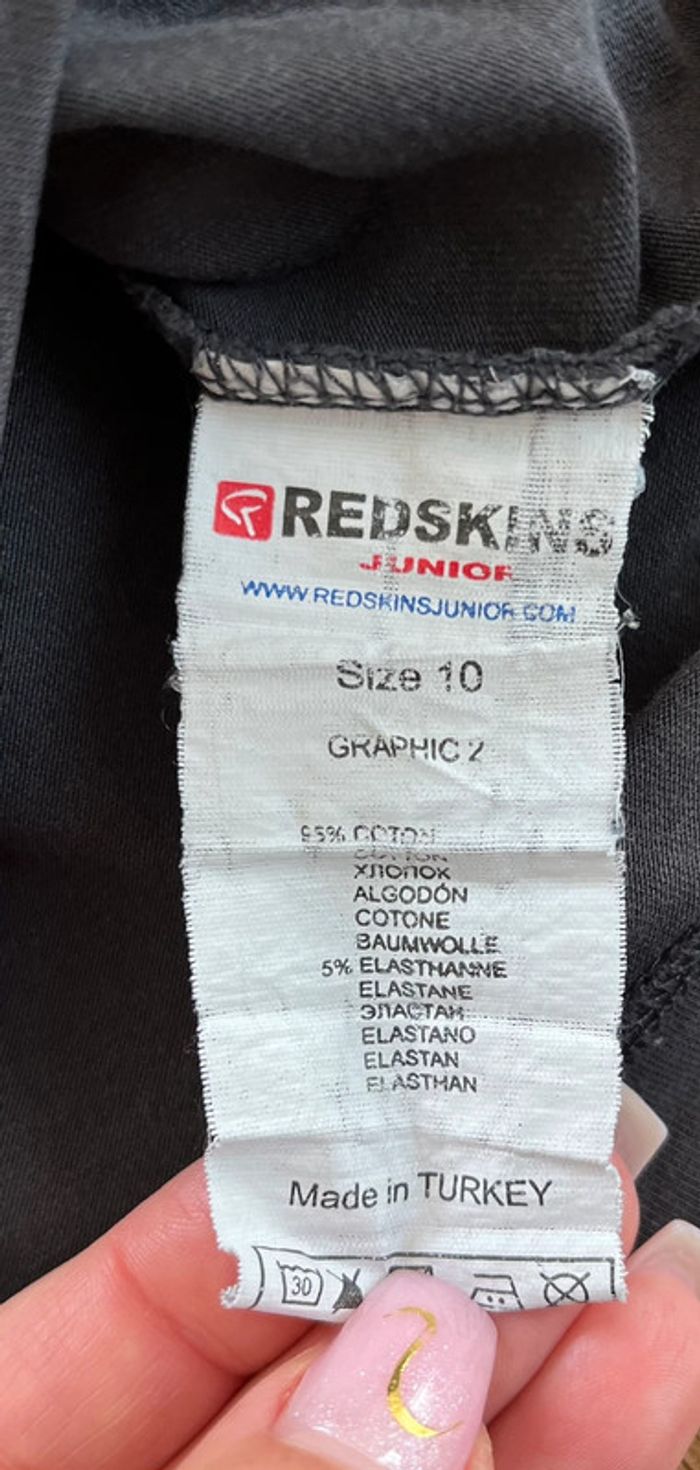 REDSKINS
JUNIOR
WWW.REDSKINSJUNIOR.COM
Size 10
GRAPHIC 2
95% COTON
COTTON
ХЛОПОК
ALGODÓN
COTONE
BAUMWOLLE
5% ELASTHANNE
ELASTANE
ЭЛАСТАН
ELASTANO
ELASTAN
ELASTHAN
Made in TURKEY
30